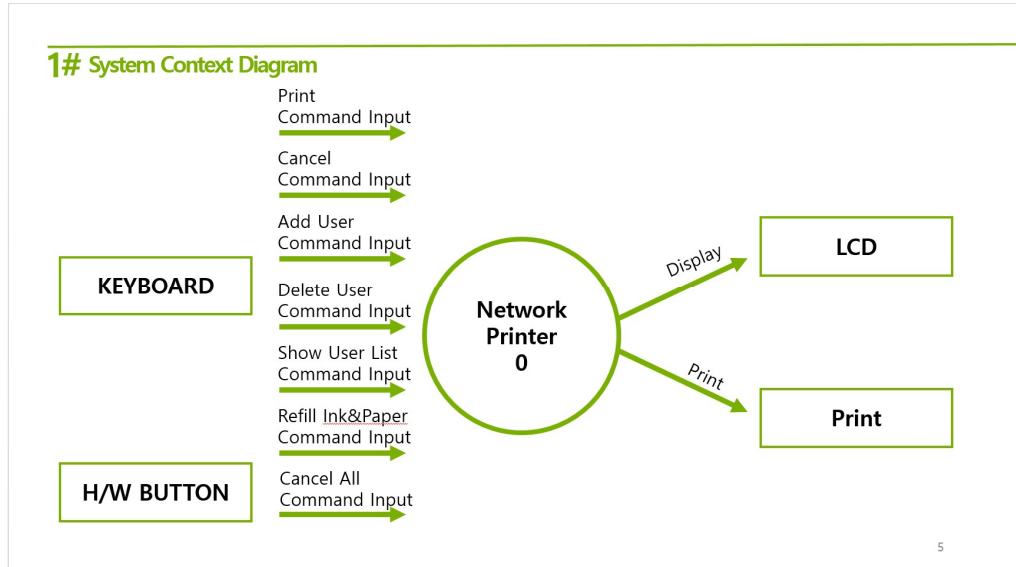 1# System Context Diagram
Print
Command Input
Cancel
Command Input
Add User
Command Input
KEYBOARD
Delete User
Command Input
Show User List
Command Input
Refill Ink&Paper
Command Input
H/W BUTTON
Cancel All
Command Input
Network
Printer
0
Display
LCD
Print
Print
5